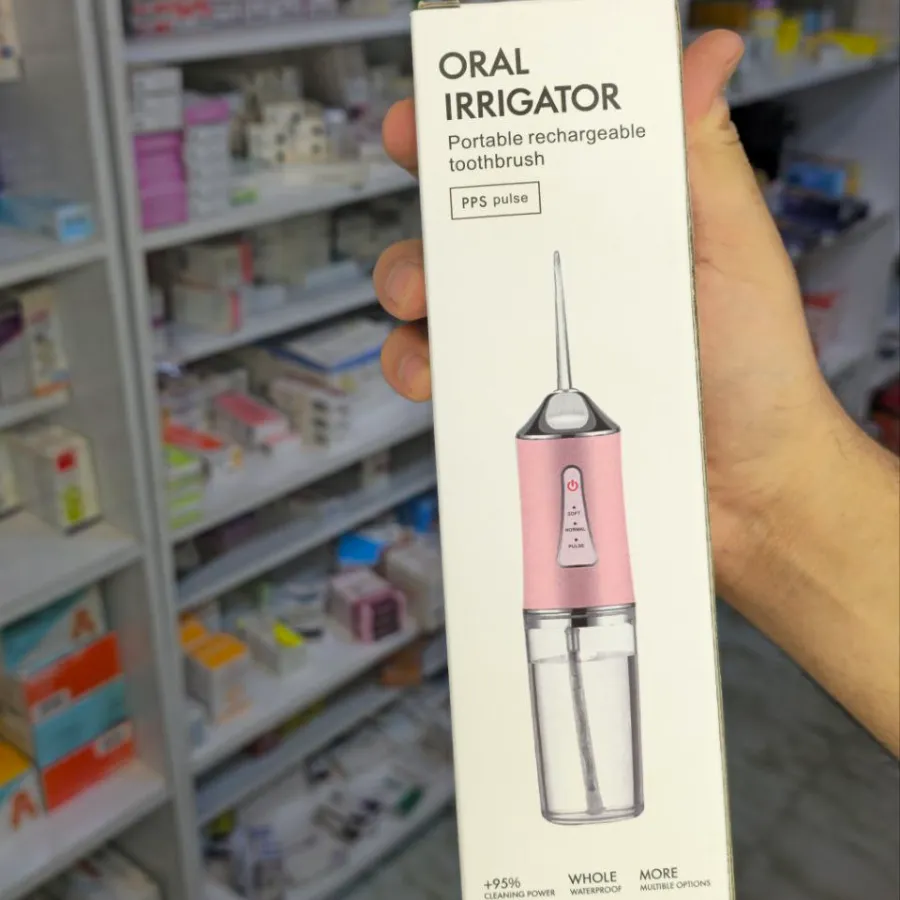 ORAL
IRRIGATOR
Portable rechargeable
toothbrush
PPS pulse
SOFT
NORMAL
PULSE
+95%
CLEANING POWER
WHOLE
WATERPROOF
MORE
MULTIBLE OPTIONS